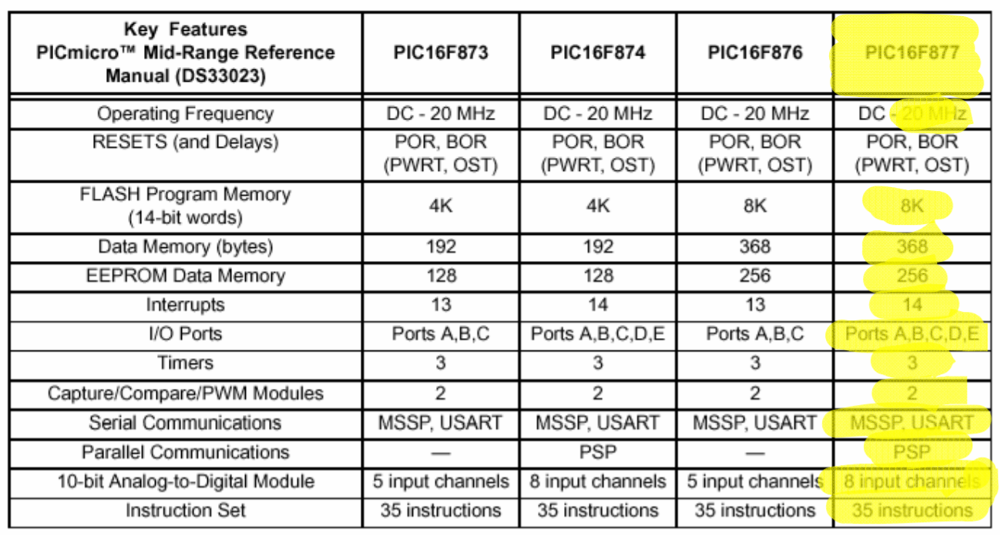 Key Features
PICmicro™ Mid-Range Reference
Manual (DS33023)
PIC16F873 PIC16F874 PIC16F876 PIC16F877
Operating Frequency DC - 20 MHz DC - 20 MHz DC - 20 MHz DC - 20 MHz
RESETS (and Delays) POR, BOR POR, BOR POR, BOR POR, BOR
(PWRT, OST) (PWRT, OST) (PWRT, OST) (PWRT, OST)
FLASH Program Memory
(14-bit words)
4K 4K 8K 8K
Data Memory (bytes) 192 192 368 368
EEPROM Data Memory 128 128 256 256
Interrupts 13 14 13 14
I/O Ports Ports A,B,C Ports A,B,C,D,E Ports A,B,C Ports A,B,C,D,E
Timers 3 3 3 3
Capture/Compare/PWM Modules 2 2 2 2
Serial Communications MSSP, USART MSSP, USART MSSP, USART MSSP, USART
Parallel Communications — PSP — PSP
10-bit Analog-to-Digital Module 5 input channels 8 input channels 5 input channels 8 input channels
Instruction Set 35 instructions 35 instructions 35 instructions 35 instructions